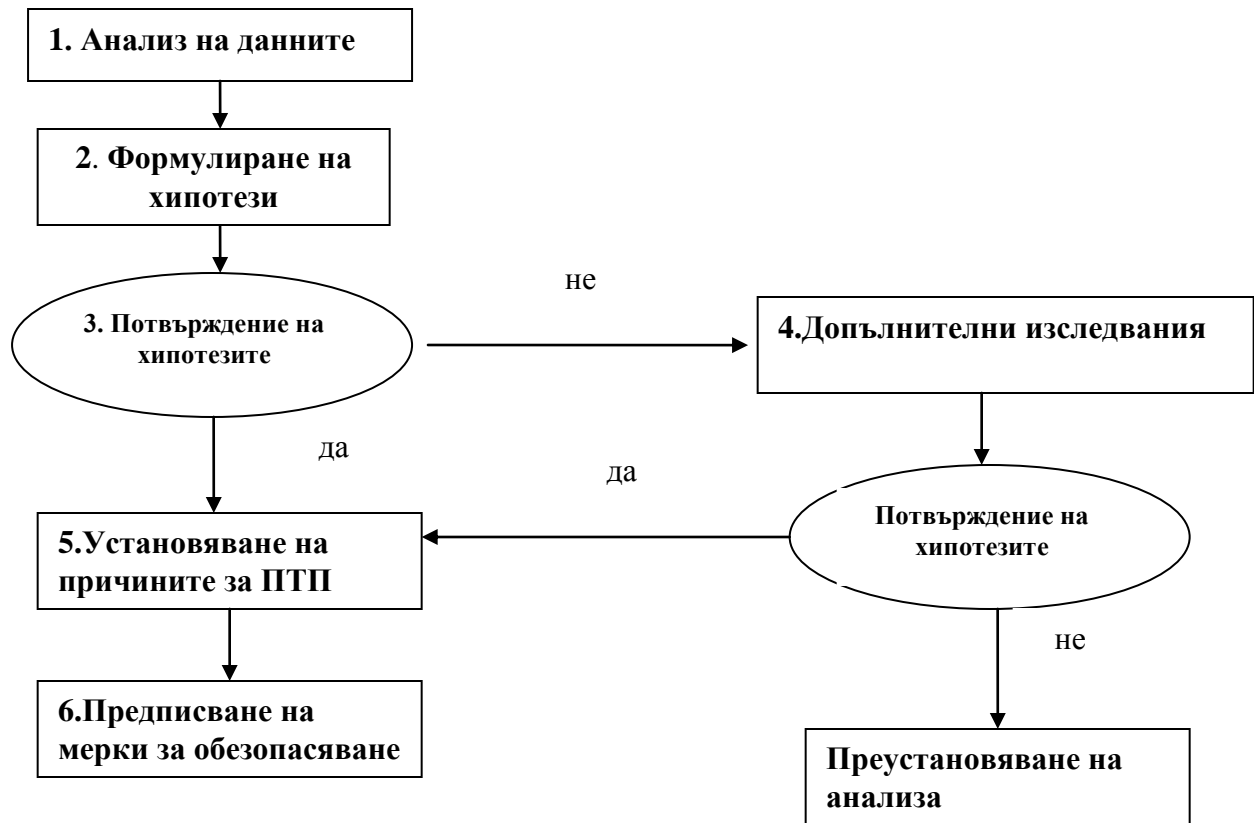 1. Анализ на данните
2. Формулиране на
хипотези
3. Потвърждение на
хипотезите
не
4.Допълнителни изследвания
да
да
Потвърждение на
хипотезите
5.Установяване на
причините за ПТП
не
6.Предписване на
мерки за обезопасяване
Преустановяване на
анализа